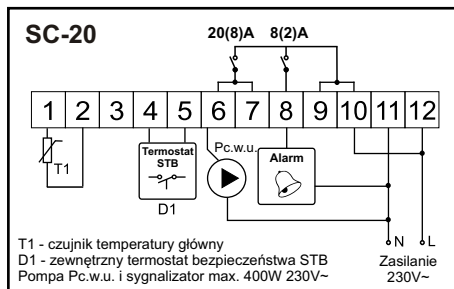 SC-20
20(8)A 8(2)A
1 2 3 4 5 6 7 8 9 10 11 12
T1
Termostat
STB
D1
Pc.w.u.
Alarm
N L
T1 - czujnik temperatury główny
D1 - zewnętrzny termostat bezpieczeństwa STB
Pompa Pc.w.u. i sygnalizator max. 400W 230V~
Zasilanie
230V~